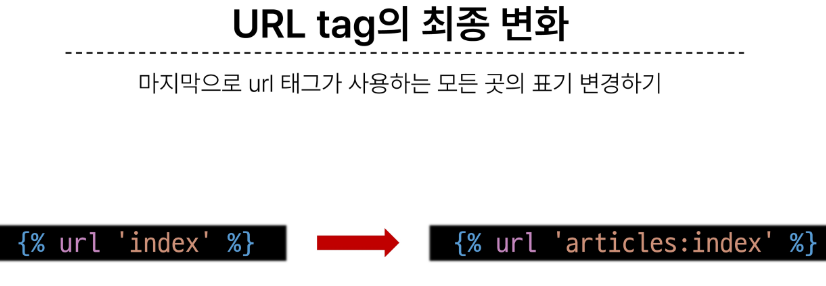 URL tag의 최종 변화
마지막으로 url 태그가 사용하는 모든 곳의 표기 변경하기
{% url 'index' %} {% url 'articles:index' %}